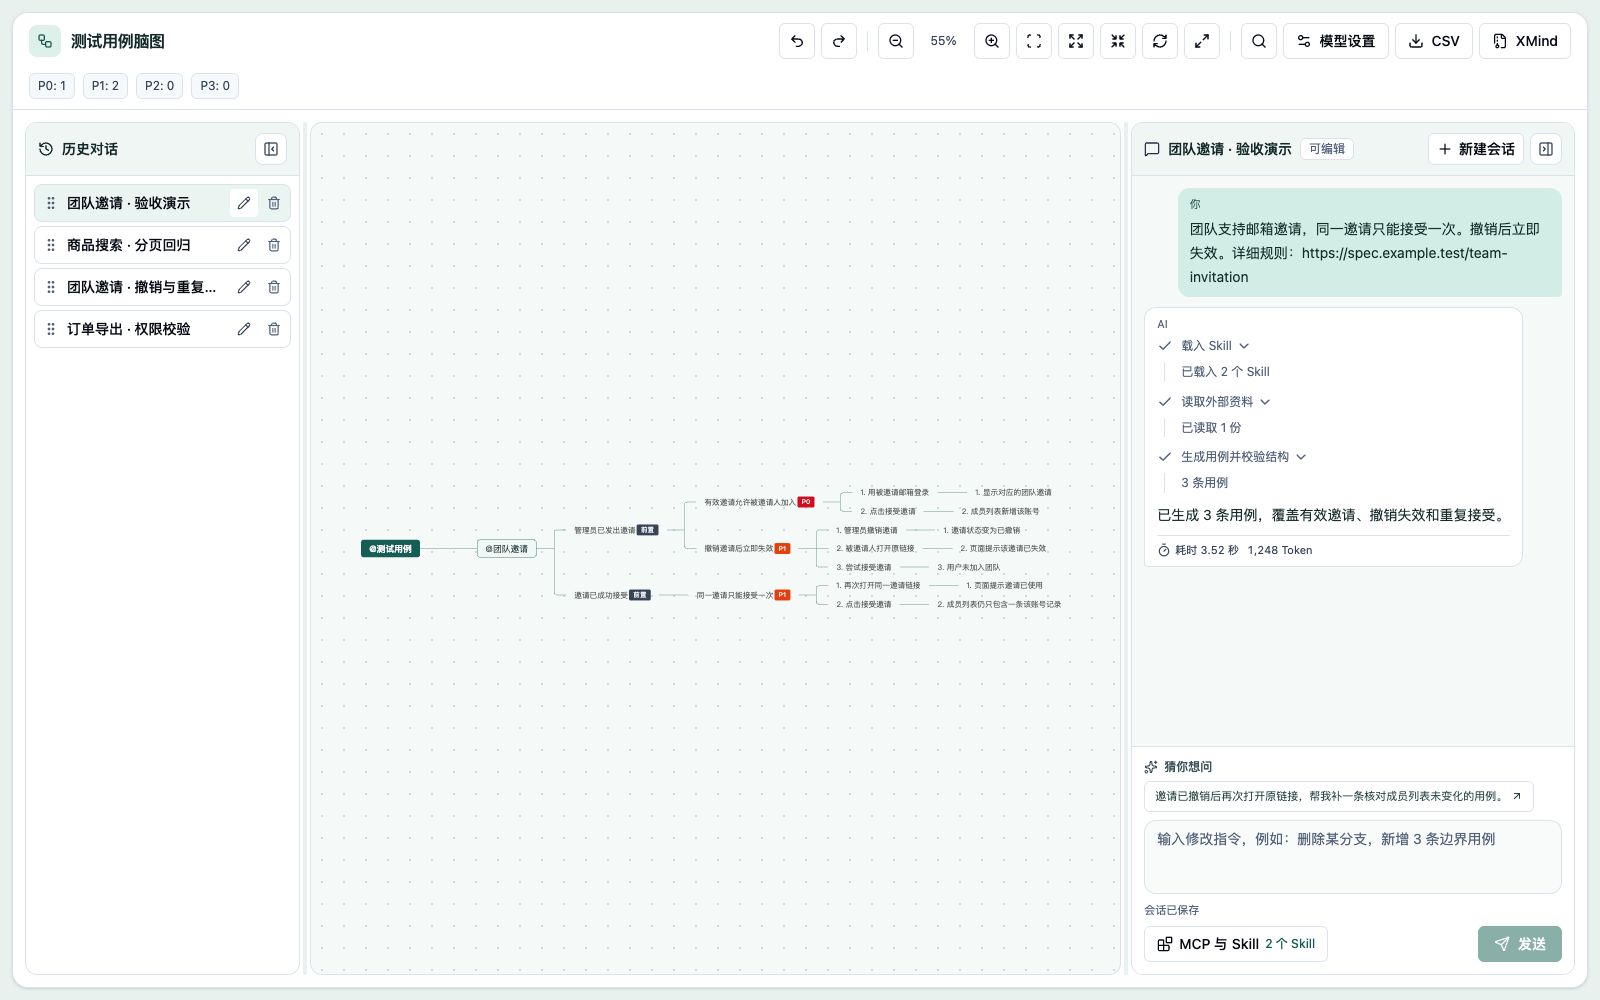 测试用例脑图
55%
模型设置
CSV
XMind
P0: 1
P1: 2
P2: 0
P3: 0
历史对话
团队邀请 · 验收演示
商品搜索 · 分页回归
团队邀请 · 撤销与重复...
订单导出 · 权限校验
@测试用例
@团队邀请
管理员已发出邀请 前置
有效邀请允许被邀请人加入 P0
1. 用被邀请邮箱登录
1. 显示对应的团队邀请
2. 点击接受邀请
2. 成员列表新增该账号
撤销邀请后立即失效 P1
1. 管理员撤销邀请
1. 邀请状态变为已撤销
2. 被邀请人打开原链接
2. 页面提示该邀请已失效
3. 尝试接受邀请
3. 用户未加入团队
邀请已成功接受 前置
同一邀请只能接受一次 P1
1. 再次打开同一邀请链接
1. 页面提示邀请已使用
2. 点击接受邀请
2. 成员列表仍只包含一条该账号记录
团队邀请 · 验收演示
可编辑
新建会话
你
团队支持邮箱邀请，同一邀请只能接受一次。撤销后立即
失效。详细规则：https://spec.example.test/team-
invitation
AI
载入 Skill
已载入 2 个 Skill
读取外部资料
已读取 1 份
生成用例并校验结构
3 条用例
已生成 3 条用例，覆盖有效邀请、撤销失效和重复接受。
耗时 3.52 秒 1,248 Token
猜你想问
邀请已撤销后再次打开原链接，帮我补一条核对成员列表未变化的用例。
输入修改指令，例如：删除某分支，新增 3 条边界用例
会话已保存
MCP 与 Skill 2 个 Skill
发送